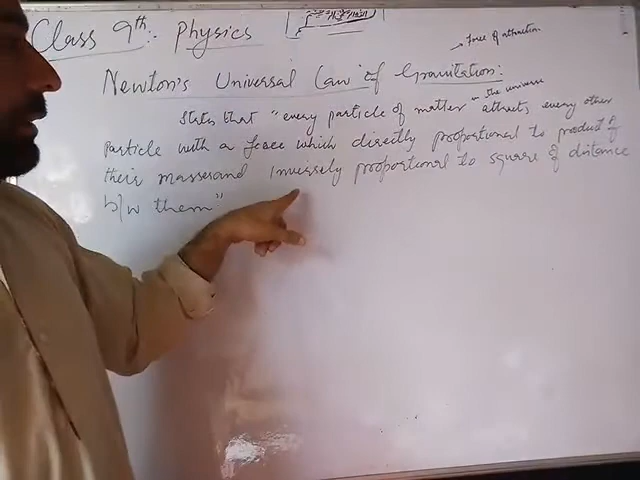 Class 9th:- Physics
→ Force of attraction
Newton's Universal Law of Gravitation:
in the universe
States that "every particle of matter attracts every other
particle with a force which directly proportional to product of
their masses and inversely proportional to square of distance
b/w them"